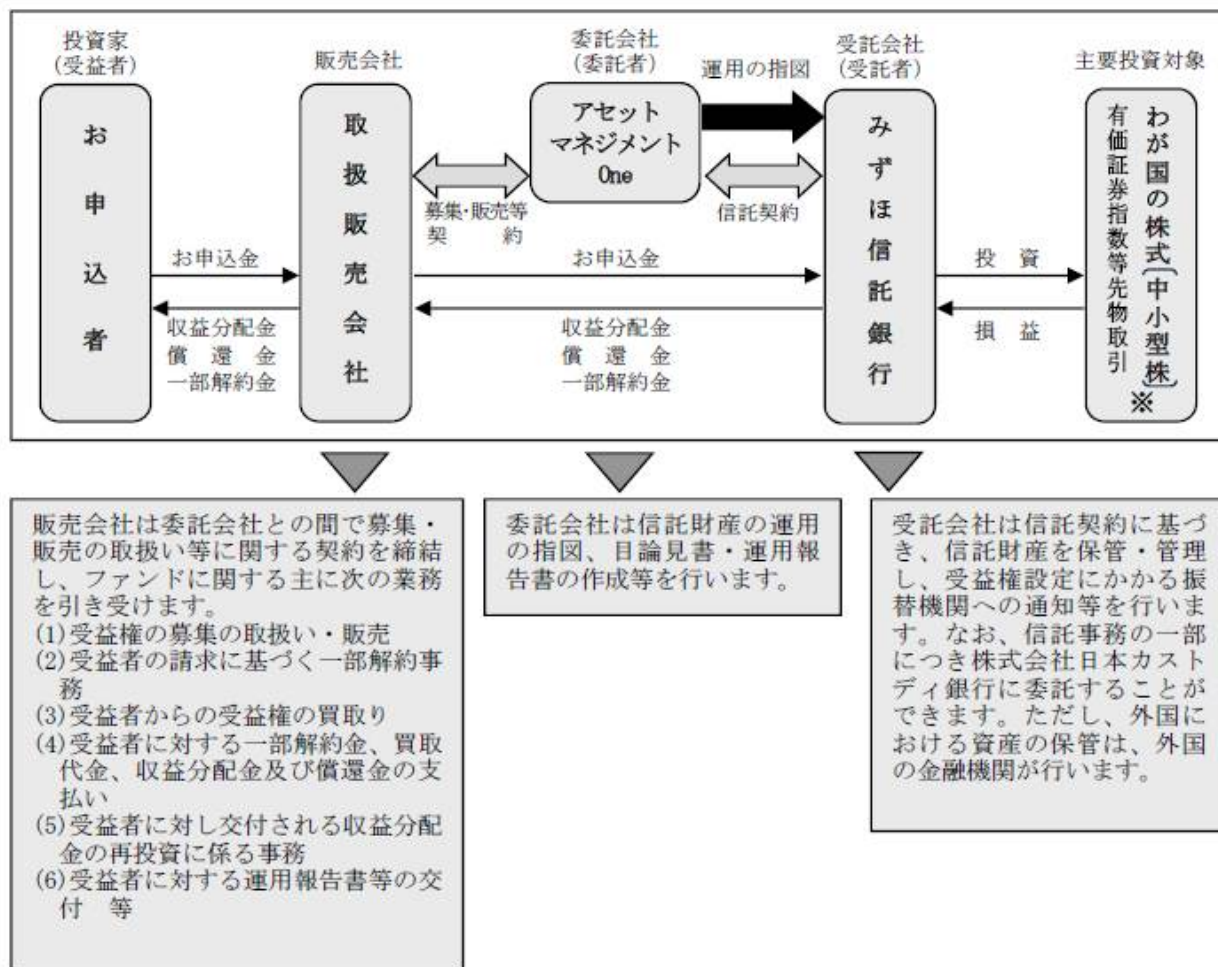 投資家
(受益者)
お申込者
販売会社
取扱販売会社
委託会社
(委託者)
アセット
マネジメント
One
運用の指図
受託会社
(受託者)
みずほ信託銀行
主要投資対象
わが国の株式〔中小型株〕※
有価証券指数等先物取引
募集・販売等
契　　約
信託契約
お申込金
収益分配金
償　還　金
一部解約金
お申込金
収益分配金
償　還　金
一部解約金
投　資
損　益
販売会社は委託会社との間で募集・
販売の取扱い等に関する契約を締結
し、ファンドに関する主に次の業務
を引き受けます。
(1)受益権の募集の取扱い・販売
(2)受益者の請求に基づく一部解約事
務
(3)受益者からの受益権の買取り
(4)受益者に対する一部解約金、買取
代金、収益分配金及び償還金の支
払い
(5)受益者に対し交付される収益分配
金の再投資に係る事務
(6)受益者に対する運用報告書等の交
付　等
委託会社は信託財産の運用
の指図、目論見書・運用報
告書の作成等を行います。
受託会社は信託契約に基づ
き、信託財産を保管・管理
し、受益権設定にかかる振
替機関への通知等を行いま
す。なお、信託事務の一部
につき株式会社日本カスト
ディ銀行に委託することが
できます。ただし、外国に
おける資産の保管は、外国
の金融機関が行います。